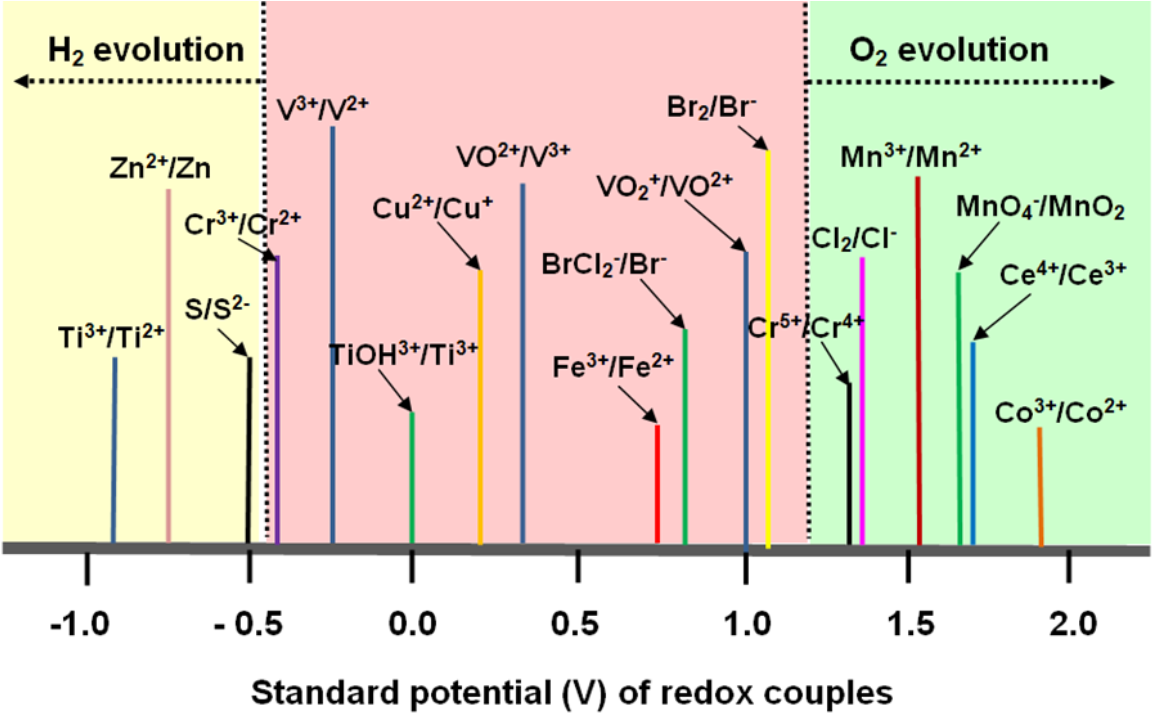 H₂ evolution
O₂ evolution
V³⁺/V²⁺
Br₂/Br⁻
Zn²⁺/Zn
VO²⁺/V³⁺
Mn³⁺/Mn²⁺
VO₂⁺/VO²⁺
Cu²⁺/Cu⁺
MnO₄⁻/MnO₂
Cr³⁺/Cr²⁺
Cl₂/Cl⁻
BrCl₂⁻/Br⁻
Ce⁴⁺/Ce³⁺
S/S²⁻
Ti³⁺/Ti²⁺
Cr⁵⁺/Cr⁴⁺
TiOH³⁺/Ti³⁺
Fe³⁺/Fe²⁺
Co³⁺/Co²⁺
-1.0 - 0.5 0.0 0.5 1.0 1.5 2.0
Standard potential (V) of redox couples